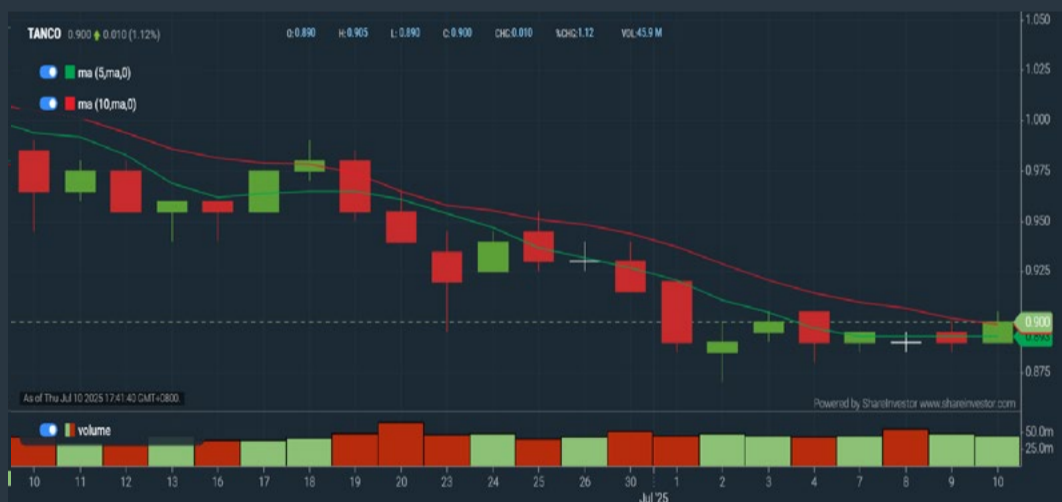 TANCO 0.900 0.010 (1.12%) O: 0.890 H: 0.905 L: 0.890 C: 0.900 CHG: 0.010 %CHG: 1.12 VOL: 45.9 M
ma (5,ma,0)
ma (10,ma,0)
1.050
1.025
1.000
0.975
0.950
0.925
0.900
0.893
0.875
As of Thu Jul 10 2025 17:41:40 GMT+0800.
Powered by ShareInvestor www.shareinvestor.com
volume
50.0m
25.0m
10 11 12 13 16 17 18 19 20 23 24 25 26 30 1 2 3 4 7 8 9 10
Jul '25